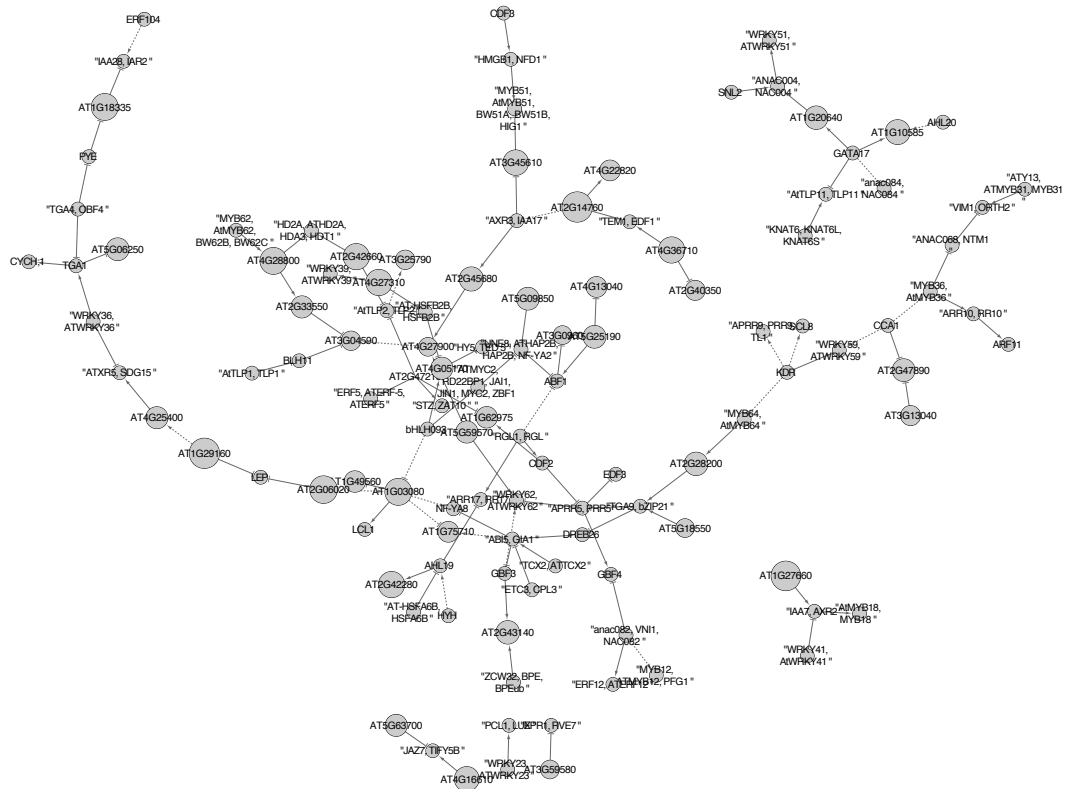 CDF3
ERF104
"WRKY51,
ATWRKY51 "
"IAA28, IAR2 "
"HMGB1, NFD1 "
"ANAC004,
NAC004 "
SNL2
"MYB51,
AtMYB51,
BW51A, BW51B,
HIG1 "
AT1G18335
AT1G20640
AHL20
AT1G10585
PYE
GATA17
AT3G45610
AT4G22820
"anac084,
NAC084 "
"AtTLP11, TLP11 "
"ATY13,
ATMYB31, MYB31
"
"VIM1, ORTH2 "
"TGA4, OBF4 "
AT2G14760
"AXR3, IAA17 "
"TEM1, EDF1 "
"KNAT6, KNAT6L,
KNAT6S "
"MYB62,
AtMYB62,
BW62B, BW62C "
"HD2A, ATHD2A,
HDA3, HDT1 "
AT5G06250
AT4G36710
"ANAC068, NTM1
CYCH;1
TGA1
AT4G28800
AT2G42660
AT3G25790
"WRKY39,
ATWRKY39 "
AT4G27310
AT2G45680
AT4G13040
AT2G40350
"MYB36,
AtMYB36 "
AT5G09850
AT2G33550
"AtTLP2, TLP2 "
"AT-HSFB2B,
HSFB2B "
"ARR10, RR10 "
"WRKY36,
ATWRKY36 "
CCA1
SCL8
AT5G25190
AT3G04590
AT4G27900
ARF11
"WRKY59,
ATWRKY59 "
BLH11
"AtTLP1, TLP1 "
"ATXR5, SDG15 "
KDR
AT2G47890
ABF1
JIN1, MYC2, ZBF1
"ERF5, ATERF-5,
ATERF5 "
"STZ, ZAT10 "
AT1G62975
AT3G13040
AT4G25400
"MYB64,
AtMYB64 "
bHLH093
AT5G59570
"RGL1, RGL "
AT1G29160
CDF2
AT2G28200
EDF3
LEP
AT2G06020
AT1G03080
"WRKY62,
ATWRKY62 "
NF-YA8
"APRR5, PRR5 "
"TGA9, bZIP21 "
LCL1
AT1G75710
AT5G18550
DREB26
"ABI5, GIA1 "
AHL19
"TCX2, ATTCX2 "
GBF3
GBF4
AT1G27660
AT2G42280
"ETC3, CPL3 "
"AT-HSFA6B,
HSFA6B "
HYH
"IAA7, AXR2 "
"AtMYB18,
MYB18 "
AT2G43140
"anac082, VNI1,
NAC082 "
"WRKY41,
AtWRKY41 "
"ZCW32, BPE,
BPEub "
"MYB12,
ATMYB12, PFG1 "
"ERF12, ATERF12 "
AT5G63700
"PCL1, LUX "
"JAZ7, TIFY5B "
"WRKY23,
ATWRKY23 "
AT3G59580
AT4G16610